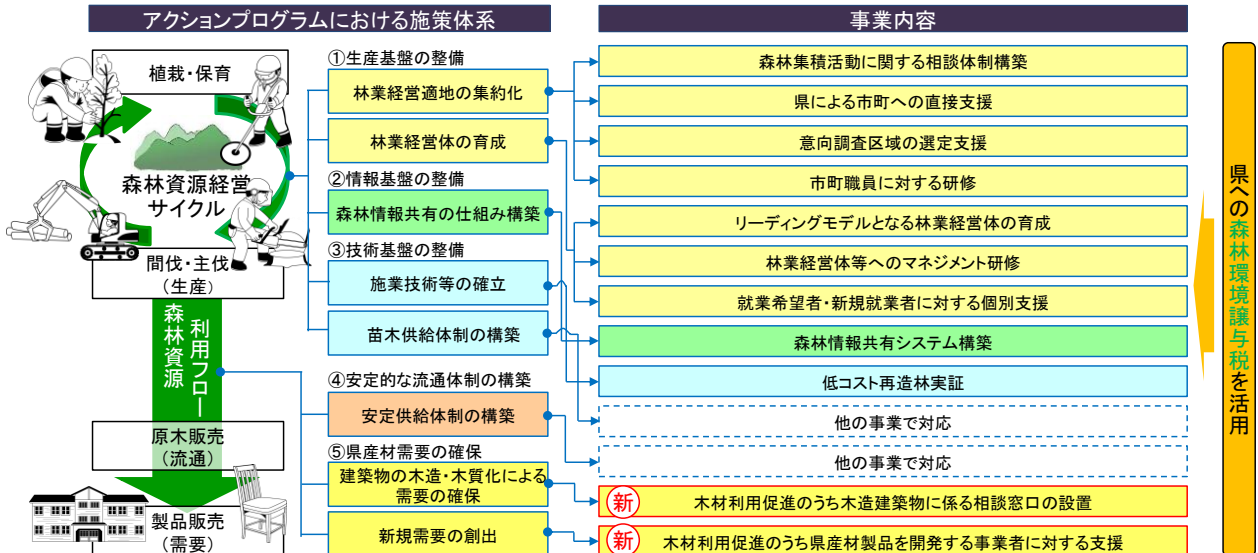 アクションプログラムにおける施策体系
事業内容
植栽・保育
森林資源経営
サイクル
間伐・主伐
（生産）
森林資源
利用フロー
原木販売
（流通）
製品販売
（需要）
①生産基盤の整備
林業経営適地の集約化
林業経営体の育成
②情報基盤の整備
森林情報共有の仕組み構築
③技術基盤の整備
施業技術等の確立
苗木供給体制の構築
④安定的な流通体制の構築
安定供給体制の構築
⑤県産材需要の確保
建築物の木造・木質化による
需要の確保
新規需要の創出
森林集積活動に関する相談体制構築
県による市町への直接支援
意向調査区域の選定支援
市町職員に対する研修
リーディングモデルとなる林業経営体の育成
林業経営体等へのマネジメント研修
就業希望者・新規就業者に対する個別支援
森林情報共有システム構築
低コスト再造林実証
他の事業で対応
他の事業で対応
新 木材利用促進のうち木造建築物に係る相談窓口の設置
新 木材利用促進のうち県産材製品を開発する事業者に対する支援
県への森林環境譲与税を活用